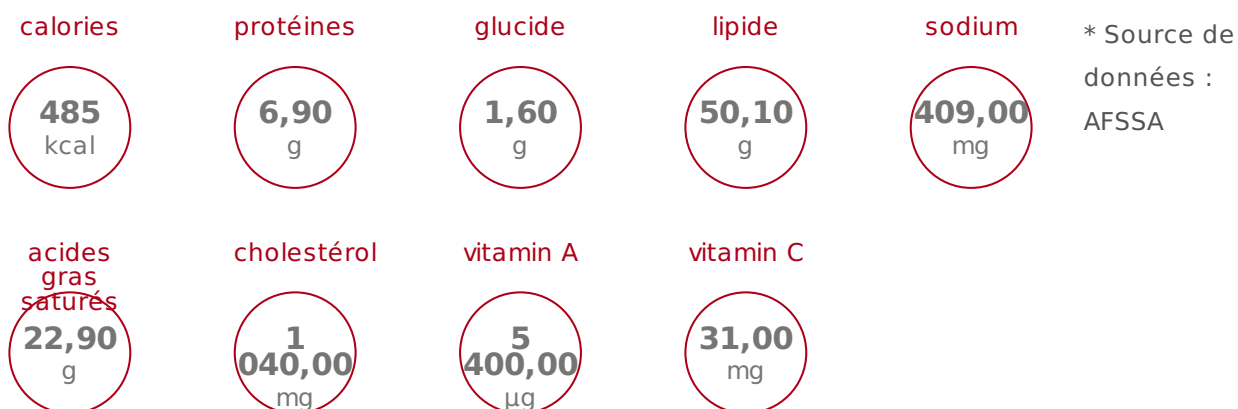 calories
485
kcal
protéines
6,90
g
glucide
1,60
g
lipide
50,10
g
sodium
409,00
mg
* Source de
données :
AFSSA
acides
gras
saturés
22,90
g
cholestérol
1
040,00
mg
vitamin A
5
400,00
µg
vitamin C
31,00
mg